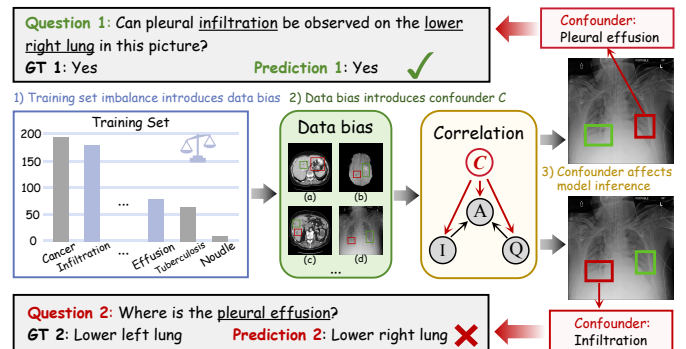 Question 1: Can pleural infiltration be observed on the lower
right lung in this picture?
GT 1: Yes Prediction 1: Yes
Confounder:
Pleural effusion
1) Training set imbalance introduces data bias
2) Data bias introduces confounder C
Training Set
200
150
100
50
0
...
Cancer
Infiltration
...
Effusion
Tuberculosis
Noudle
Data bias
(a)
(b)
(c)
(d)
...
Correlation
C
A
I
Q
3) Confounder affects
model inference
Question 2: Where is the pleural effusion?
GT 2: Lower left lung Prediction 2: Lower right lung
Confounder:
Infiltration